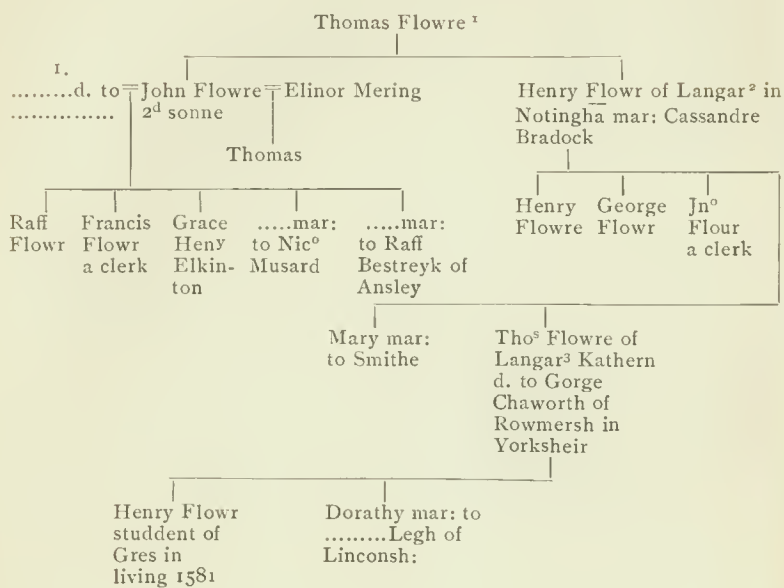 Thomas Flowre ¹
1.
.........d. to = John Flowre = Elinor Mering
...............
2ᵈ sonne
Henry Flowr of Langar ² in
Notinghā mar: Cassandre
Bradock
Thomas
Raff
Flowr
Francis
Flowr
a clerk
Grace
Heny
Elkin-
ton
.....mar:
to Nicº
Musard
.....mar:
to Raff
Bestreyk of
Ansley
Henry
Flowre
George
Flowr
Jnº
Flour
a clerk
Mary mar:
to Smithe
Thoˢ Flowre of
Langar³ Kathern
d. to Gorge
Chaworth of
Rowmersh in
Yorksheir
Henry Flowr
studdent of
Gres in
living 1581
Dorathy mar: to
.........Legh of
Linconsh: